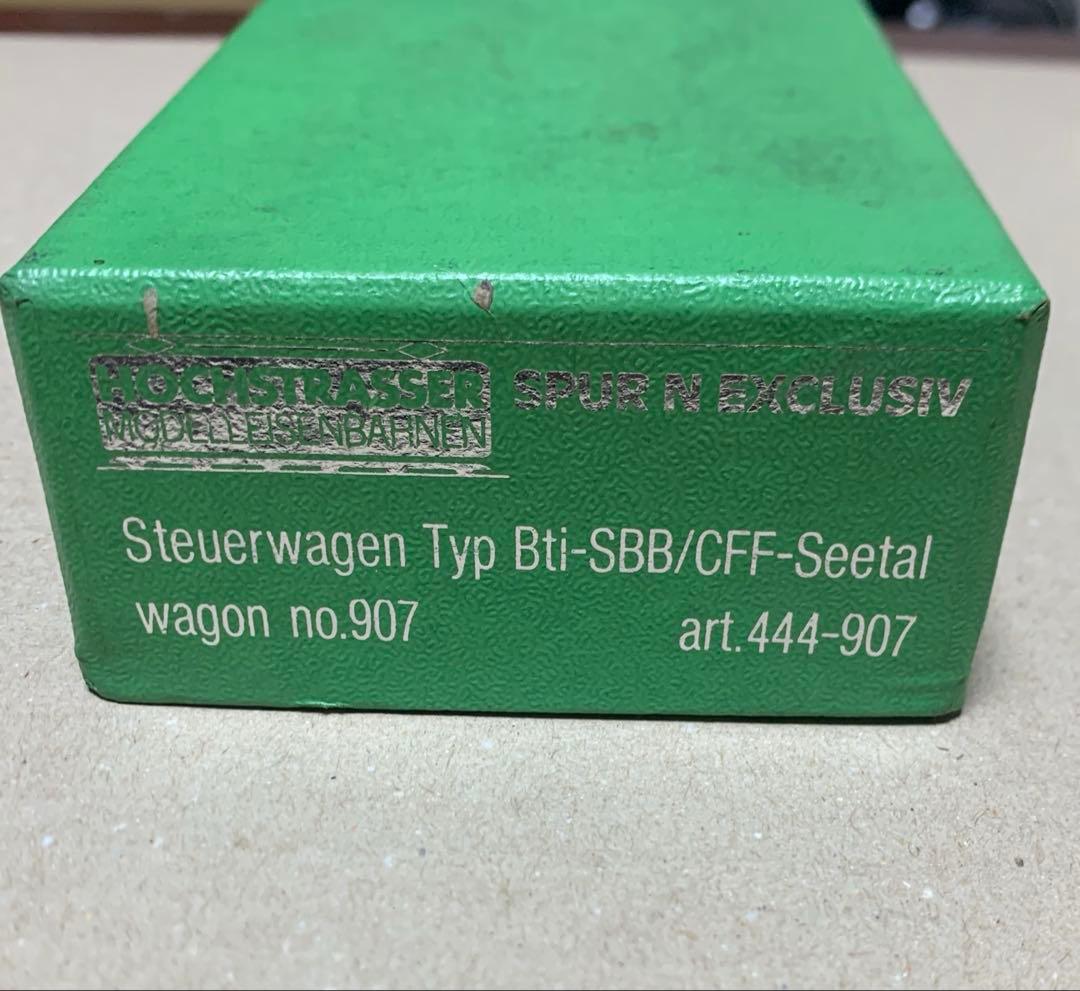 HOCHSTRASSER
MODELLEISENBAHNEN
SPUR N EXCLUSIV
Steuerwagen Typ Bti-SBB/CFF-Seetal
wagon no.907
art.444-907